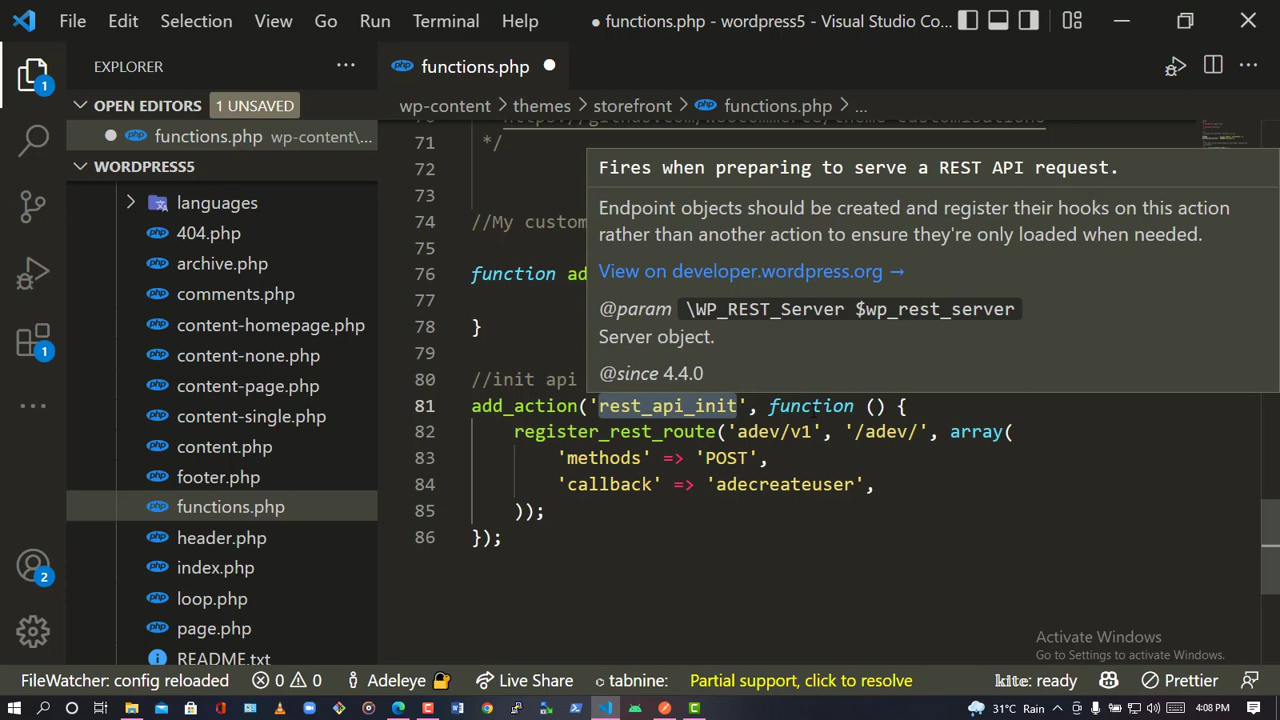 File Edit Selection View Go Run Terminal Help ● functions.php - wordpress5 - Visual Studio Co...
EXPLORER ...
functions.php
OPEN EDITORS 1 UNSAVED
wp-content > themes > storefront > functions.php > ...
functions.php wp-content\...
WORDPRESS5
languages
404.php
archive.php
comments.php
content-homepage.php
content-none.php
content-page.php
content-single.php
content.php
footer.php
functions.php
header.php
index.php
loop.php
page.php
README.txt
1
1
2
71 */
72
73
74 //My custom
75
76 function ad
77
78 }
79
80 //init api
81 add_action('rest_api_init', function () {
82 register_rest_route('adev/v1', '/adev/', array(
83 'methods' => 'POST',
84 'callback' => 'adecreateuser',
85 ));
86 });
Fires when preparing to serve a REST API request.
Endpoint objects should be created and register their hooks on this action
rather than another action to ensure they're only loaded when needed.
View on developer.wordpress.org →
@param \WP_REST_Server $wp_rest_server
Server object.
@since 4.4.0
Activate Windows
Go to Settings to activate Windows.
FileWatcher: config reloaded 0 0 Adeleye Live Share tabnine: Partial support, click to resolve kite: ready Prettier
31°C Rain 4:08 PM